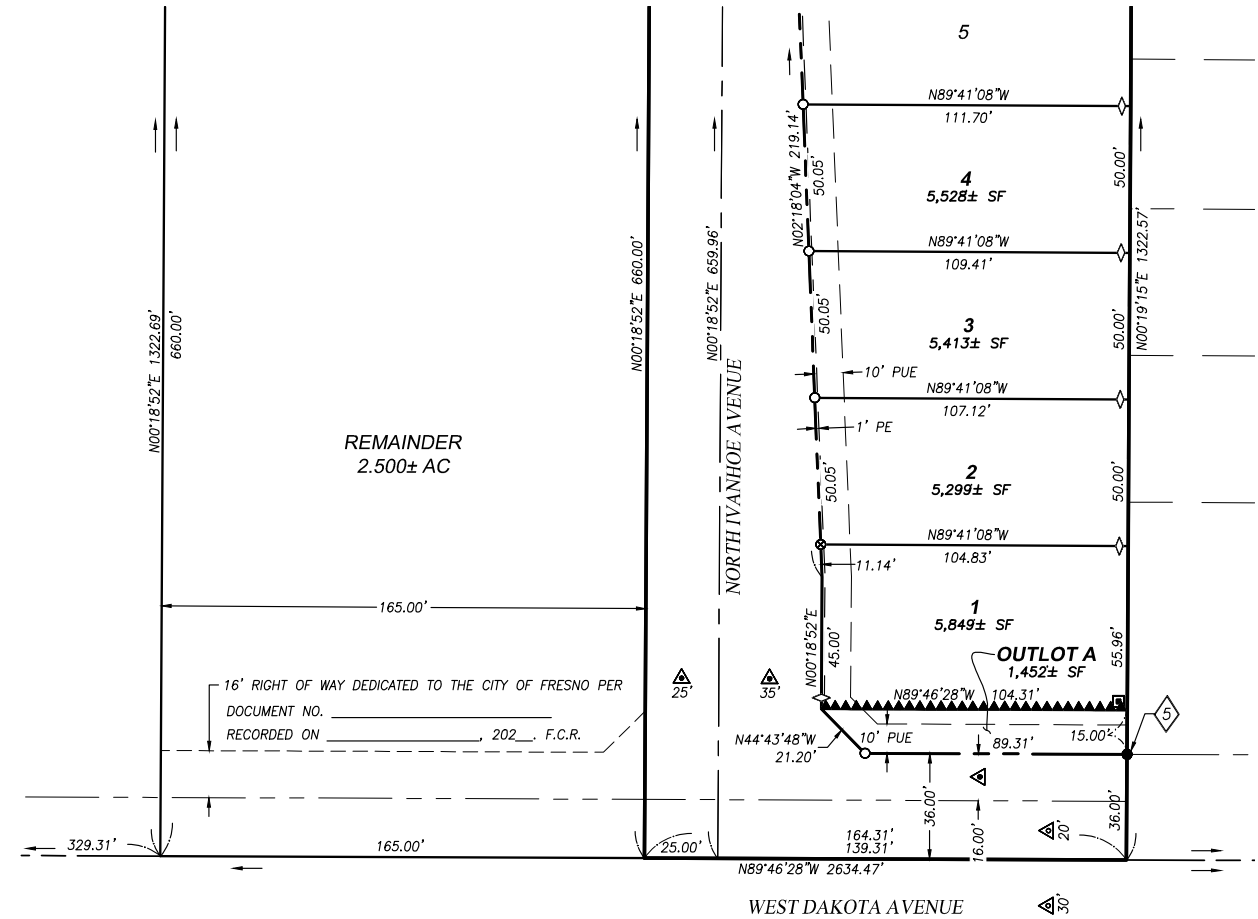 5
N89°41'08"W
111.70'
N02°18'04"W 219.14'
50.05'
4
5,528± SF
50.00'
N89°41'08"W
109.41'
N00°18'52"E 1322.69'
660.00'
N00°18'52"E 660.00'
N00°18'52"E 659.96'
50.05'
3
5,413± SF
50.00'
N00°19'15"E 1322.57'
10' PUE
N89°41'08"W
107.12'
1' PE
NORTH IVANHOE AVENUE
REMAINDER
2.500± AC
50.05'
2
5,299± SF
50.00'
N89°41'08"W
104.83'
11.14'
165.00'
1
5,849± SF
N00°18'52"E
45.00'
55.96'
OUTLOT A
1,452± SF
N89°46'28"W 104.31'
16' RIGHT OF WAY DEDICATED TO THE CITY OF FRESNO PER
DOCUMENT NO.
RECORDED ON , 202 . F.C.R.
25'
35'
5
N44°43'48"W
21.20'
10' PUE
89.31'
15.00'
36.00'
16.00'
20'
36.00'
329.31'
165.00'
25.00'
164.31'
139.31'
N89°46'28"W 2634.47'
WEST DAKOTA AVENUE
30'